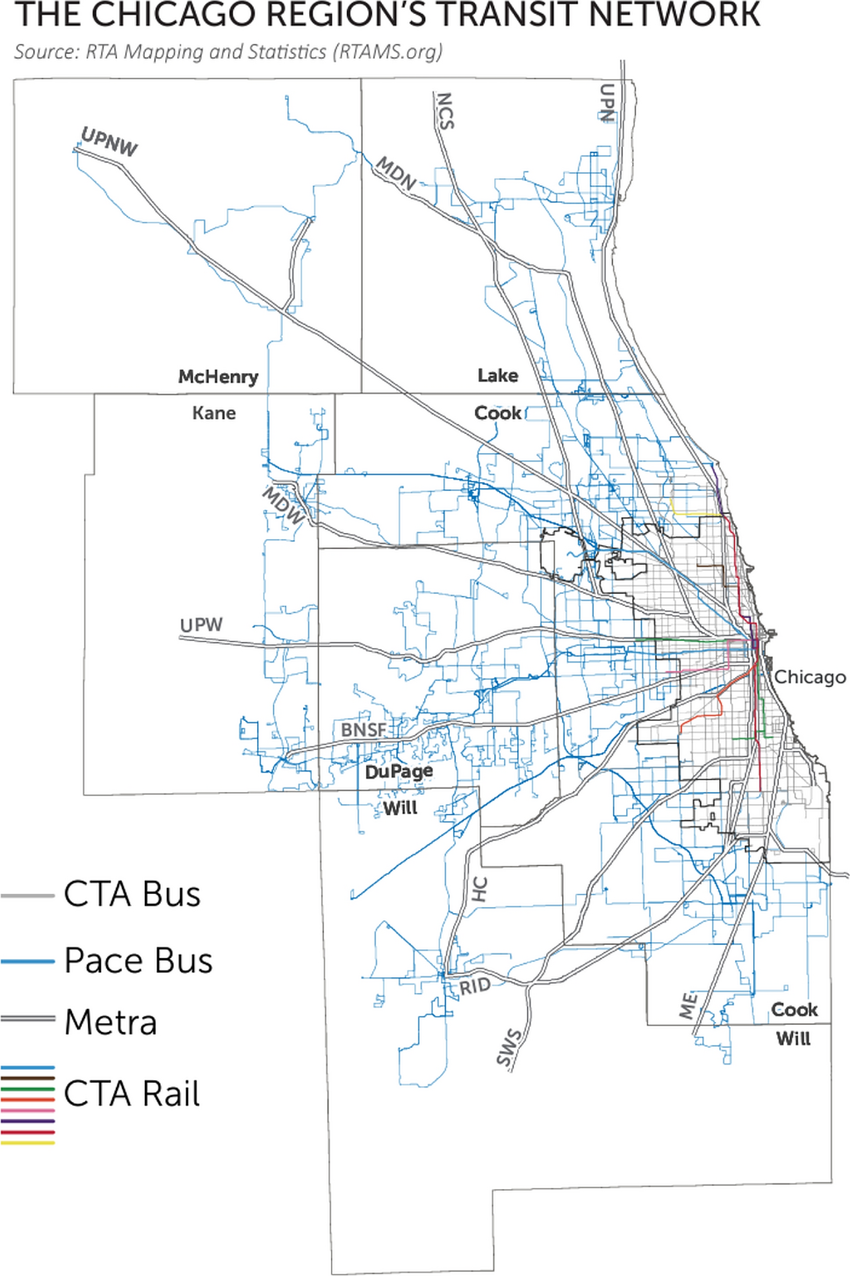 THE CHICAGO REGION'S TRANSIT NETWORK
Source: RTA Mapping and Statistics (RTAMS.org)
UPN
NCS
UPNW
MDN
McHenry
Lake
Kane
Cook
MDW
UPW
Chicago
BNSF
DuPage
Will
HC
CTA Bus
Pace Bus
RID
ME
Cook
Metra
Will
SWS
CTA Rail